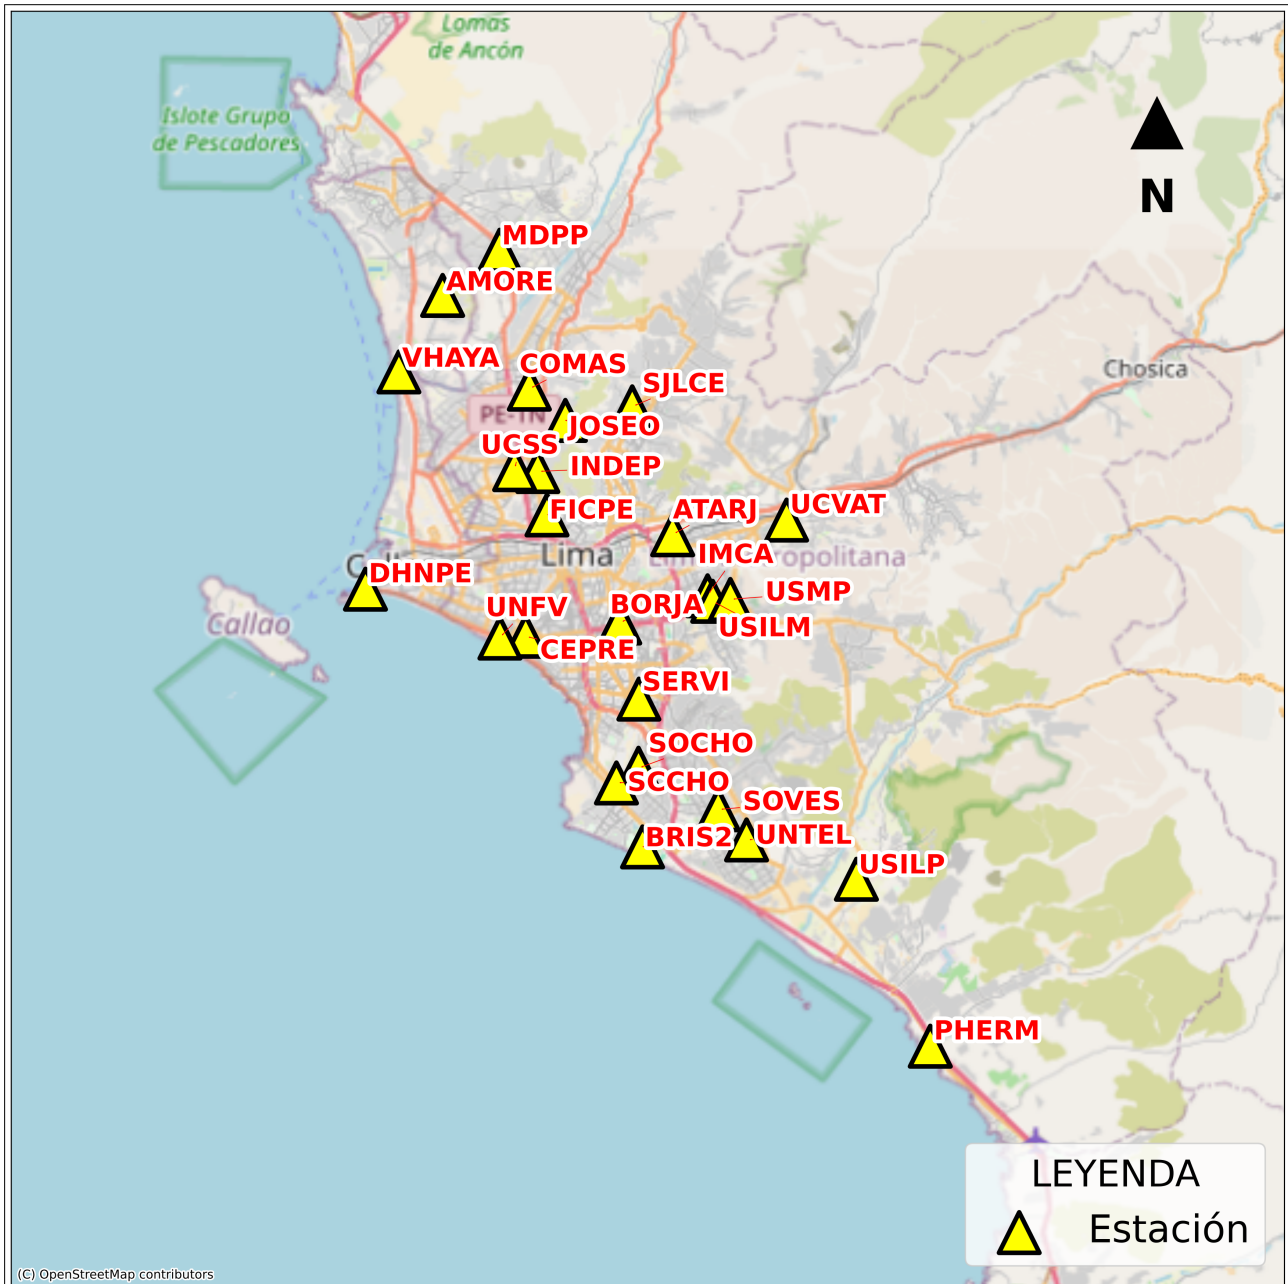 Lomas
de Ancón
Islote Grupo
de Pescadores
N
MDPP
AMORE
VHAYA
COMAS
SJLCE
Chosica
PE-1N
JOSEO
UCSS
INDEP
FICPE
ATARJ
UCVAT
Lima
IMCA
DHNPE
Callao
UNFV
BORJA
USMP
USILM
CEPRE
SERVI
SOCHO
SCCHO
SOVES
BRIS2
UNTEL
USILP
PHERM
LEYENDA
Estación
(C) OpenStreetMap contributors